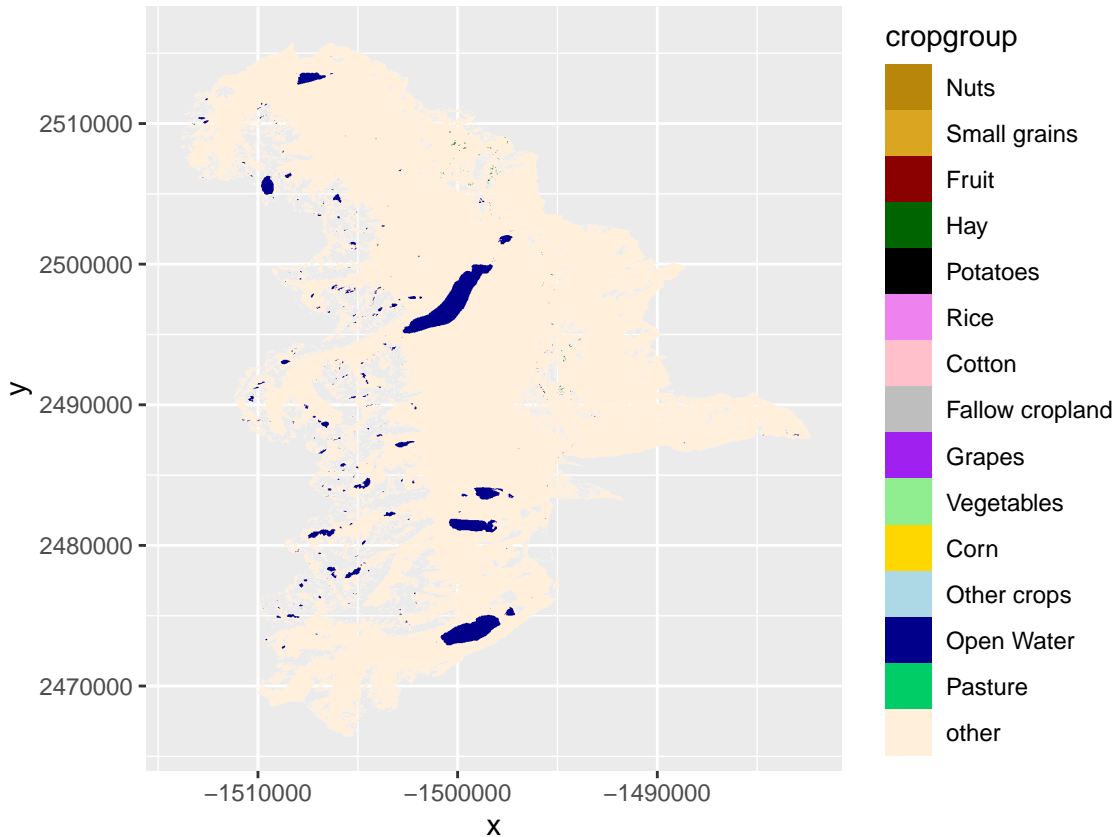 cropgroup
Nuts
Small grains
Fruit
Hay
Potatoes
Rice
Cotton
Fallow cropland
Grapes
Vegetables
Corn
Other crops
Open Water
Pasture
other
2510000
2500000
2490000
2480000
2470000
y
−1510000 −1500000 −1490000
x